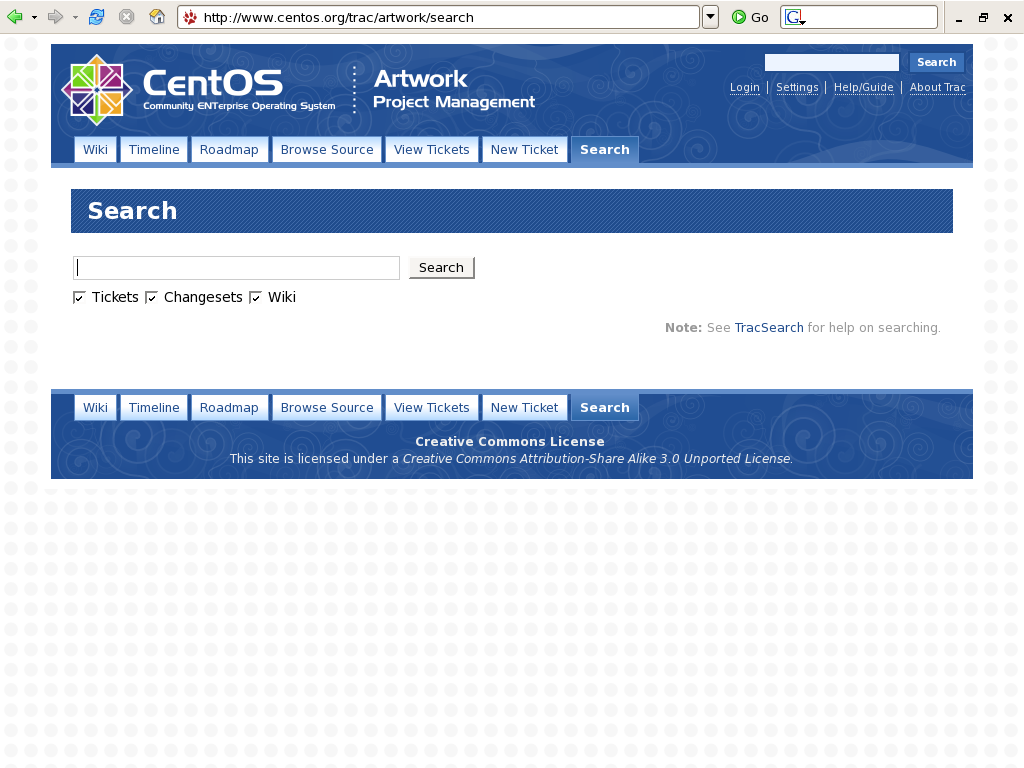 http://www.centos.org/trac/artwork/search
Go
G
CentOS
Community ENTerprise Operating System
Artwork
Project Management
Search
Login
Settings
Help/Guide
About Trac
Wiki
Timeline
Roadmap
Browse Source
View Tickets
New Ticket
Search
Search
Search
Tickets
Changesets
Wiki
Note: See TracSearch for help on searching.
Wiki
Timeline
Roadmap
Browse Source
View Tickets
New Ticket
Search
Creative Commons License
This site is licensed under a Creative Commons Attribution-Share Alike 3.0 Unported License.